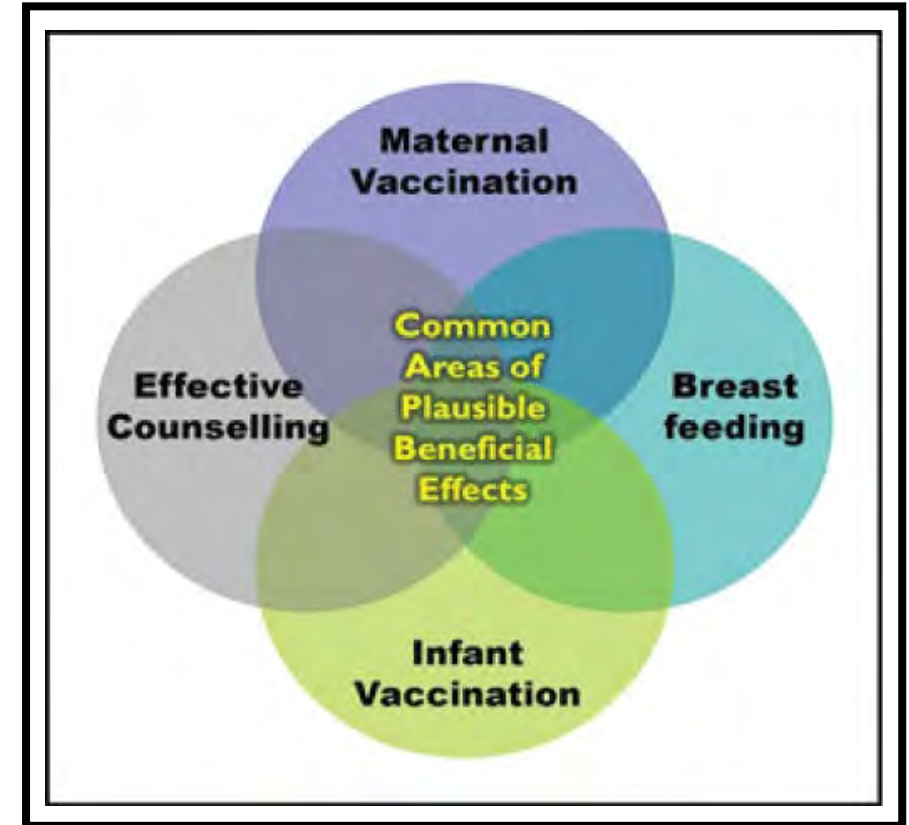 Maternal
Vaccination
Effective
Counselling
Common
Areas of
Plausible
Beneficial
Effects
Breast
feeding
Infant
Vaccination